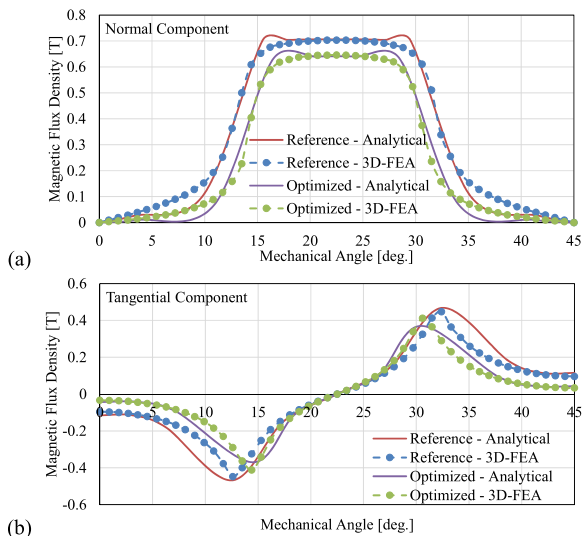 Normal Component
Magnetic Flux Density [T]
0.8
0.7
0.6
0.5
0.4
0.3
0.2
0.1
0
Reference - Analytical
Reference - 3D-FEA
Optimized - Analytical
Optimized - 3D-FEA
0 5 10 15 20 25 30 35 40 45
Mechanical Angle [deg.]
(a)
Tangential Component
Magnetic Flux Density [T]
0.6
0.4
0.2
0
-0.2
-0.4
-0.6
0 5 10 15 20 25 30 35 40 45
Reference - Analytical
Reference - 3D-FEA
Optimized - Analytical
Optimized - 3D-FEA
Mechanical Angle [deg.]
(b)